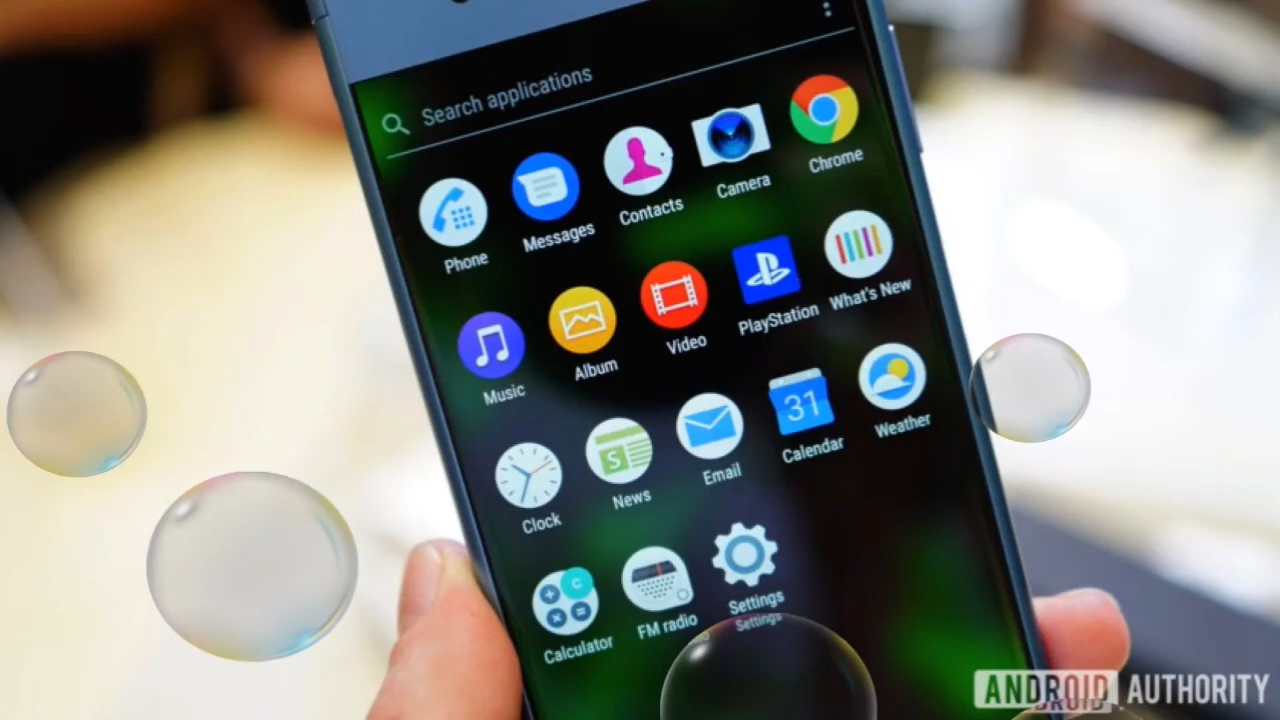 Search applications
Phone
Messages
Contacts
Camera
Chrome
Music
Album
Video
PlayStation
What's New
Clock
S
News
Email
31
Calendar
Weather
C
Calculator
FM radio
Settings
Settings
ANDROID AUTHORITY